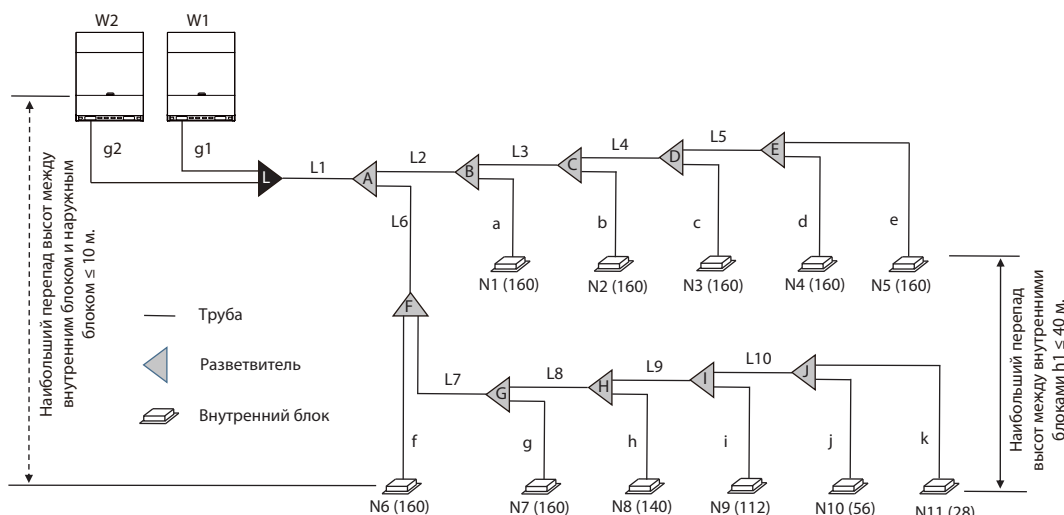 W2
W1
g2
g1
L
L1
A
L2
B
L3
C
L4
D
L5
E
L6
a
b
c
d
e
N1 (160)
N2 (160)
N3 (160)
N4 (160)
N5 (160)
Наибольший перепад высот между
внутренним блоком и наружным
блоком ≤ 10 м.
Труба
Разветвитель
Внутренний блок
F
L7
G
L8
H
L9
I
L10
J
f
g
h
i
j
k
N6 (160)
N7 (160)
N8 (140)
N9 (112)
N10 (56)
N11 (28)
Наибольший перепад
высот между внутренними
блоками h1 ≤ 40 м.